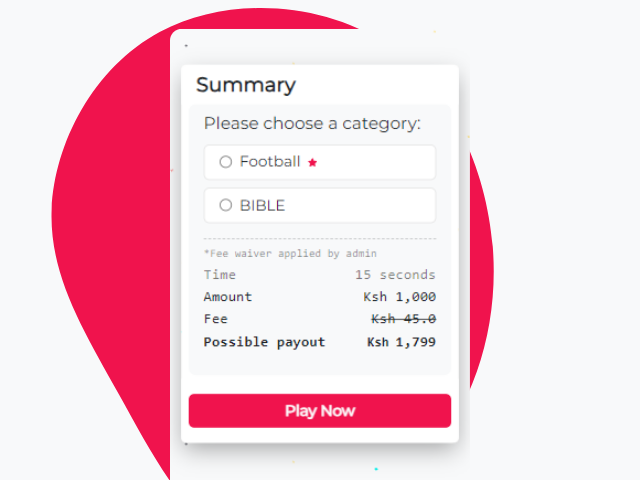 Summary
Please choose a category:
Football
BIBLE
*Fee waiver applied by admin
Time 15 seconds
Amount Ksh 1,000
Fee Ksh 45.0
Possible payout Ksh 1,799
Play Now